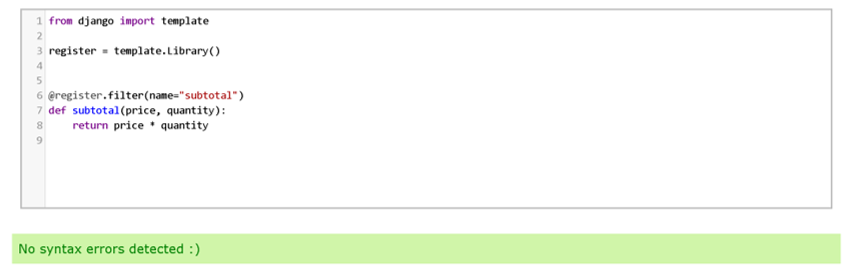 1 from django import template
2
3 register = template.Library()
4
5
6 @register.filter(name="subtotal")
7 def subtotal(price, quantity):
8     return price * quantity
9
No syntax errors detected :)